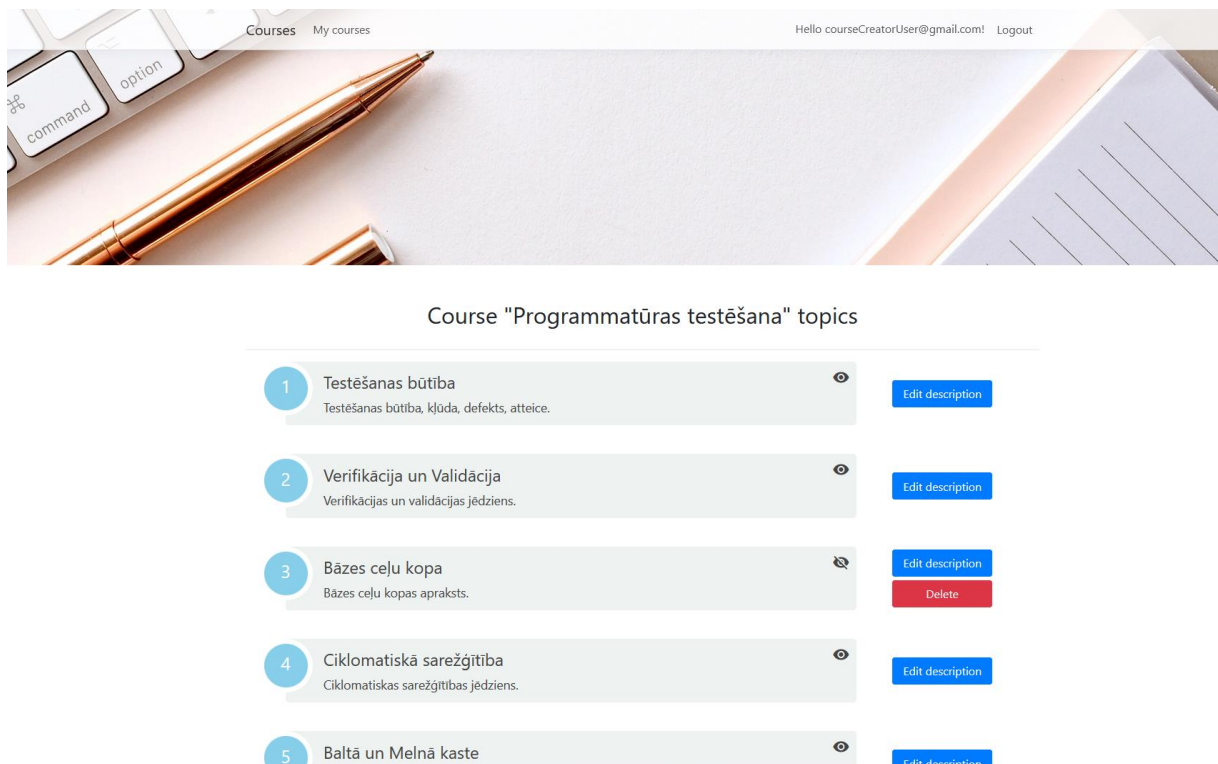 Courses My courses Hello courseCreatorUser@gmail.com! Logout
option
⌘
command
Course "Programmatūras testēšana" topics
1
Testēšanas būtība
Testēšanas būtība, kļūda, defekts, atteice.
Edit description
2
Verifikācija un Validācija
Verifikācijas un validācijas jēdziens.
Edit description
3
Bāzes ceļu kopa
Bāzes ceļu kopas apraksts.
Edit description
Delete
4
Ciklomatiskā sarežģītība
Ciklomatiskas sarežģītības jēdziens.
Edit description
5
Baltā un Melnā kaste
Edit description